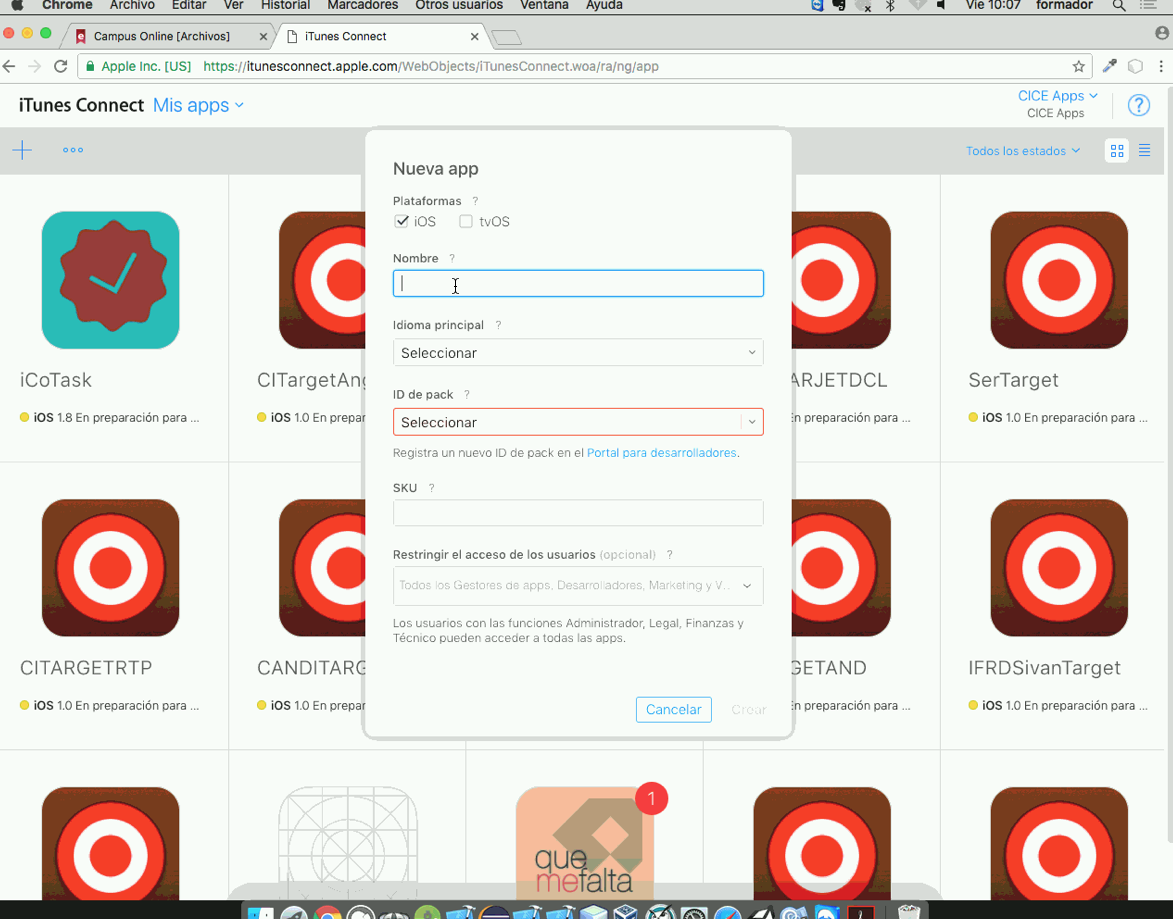 Chrome Archivo Editar Ver Historial Marcadores Otros usuarios Ventana Ayuda Vie 10:07 formador
Campus Online [Archivos] iTunes Connect
Apple Inc. [US] https://itunesconnect.apple.com/WebObjects/iTunesConnect.woa/ra/ng/app
iTunes Connect Mis apps CICE Apps
CICE Apps
Todos los estados
Nueva app
Plataformas ?
iOS tvOS
Nombre ?
Idioma principal ?
Seleccionar
ID de pack ?
Seleccionar
Registra un nuevo ID de pack en el Portal para desarrolladores.
SKU ?
Restringir el acceso de los usuarios (opcional) ?
Todos los Gestores de apps, Desarrolladores, Marketing y V...
Los usuarios con las funciones Administrador, Legal, Finanzas y
Técnico pueden acceder a todas las apps.
Cancelar Crear
iCoTask CITargetAng ARJETDCL SerTarget
iOS 1.8 En preparación para ... iOS 1.0 En prepar En preparación para ... iOS 1.0 En preparación para ...
CITARGETRTP CANDITARG GETAND IFRDSivanTarget
iOS 1.0 En preparación para ... iOS 1.0 En prepar En preparación para ... iOS 1.0 En preparación para ...
1
que
mefalta